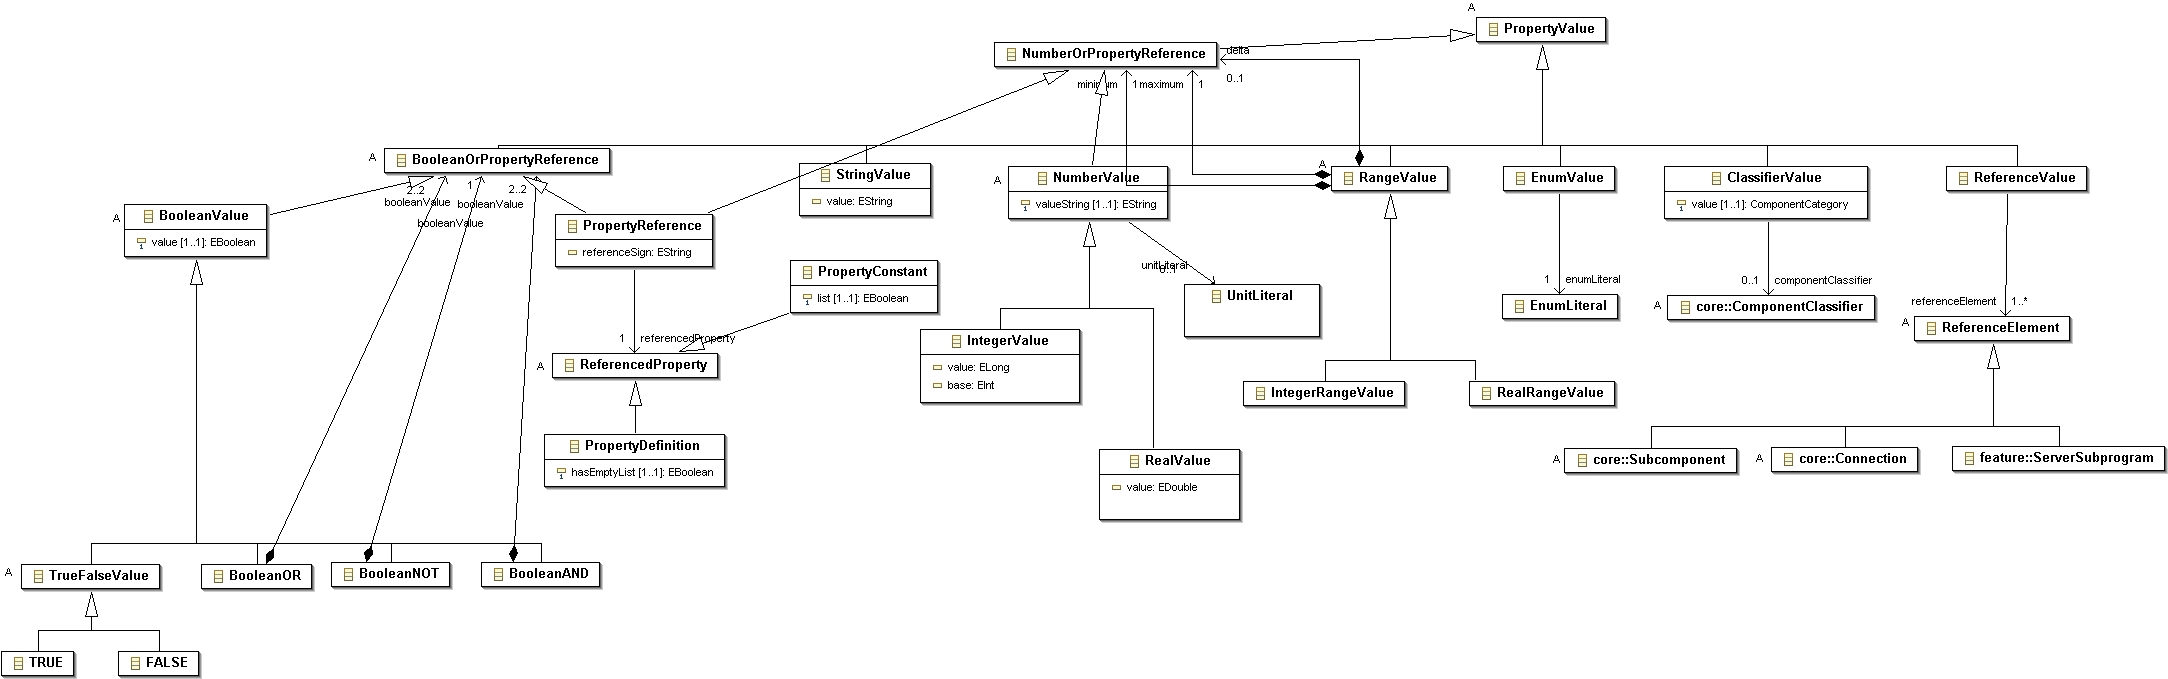 A
PropertyValue
NumberOrPropertyReference
delta
0..1
minimum
1
maximum
1
A
BooleanOrPropertyReference
2..2
1
2..2
booleanValue
booleanValue
booleanValue
A
BooleanValue
value [1..1]: EBoolean
PropertyReference
referenceSign: EString
StringValue
value: EString
A
NumberValue
valueString [1..1]: EString
A
RangeValue
EnumValue
ClassifierValue
value [1..1]: ComponentCategory
ReferenceValue
PropertyConstant
list [1..1]: EBoolean
unitLiteral
0..1
UnitLiteral
1
enumLiteral
EnumLiteral
0..1
componentClassifier
A
core::ComponentClassifier
referenceElement
1..*
A
ReferenceElement
1
referencedProperty
A
ReferencedProperty
IntegerValue
value: ELong
base: EInt
IntegerRangeValue
RealRangeValue
PropertyDefinition
hasEmptyList [1..1]: EBoolean
RealValue
value: EDouble
A
core::Subcomponent
A
core::Connection
feature::ServerSubprogram
A
TrueFalseValue
BooleanOR
BooleanNOT
BooleanAND
TRUE
FALSE